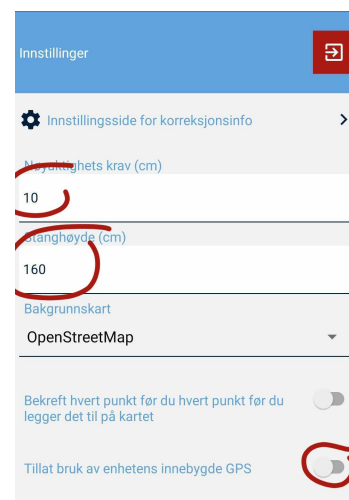 Innstillinger
Innstillingsside for korreksjonsinfo
Nøyaktighets krav (cm)
10
Stanghøyde (cm)
160
Bakgrunnskart
OpenStreetMap
Bekreft hvert punkt før du hvert punkt før du
legger det til på kartet
Tillat bruk av enhetens innebygde GPS